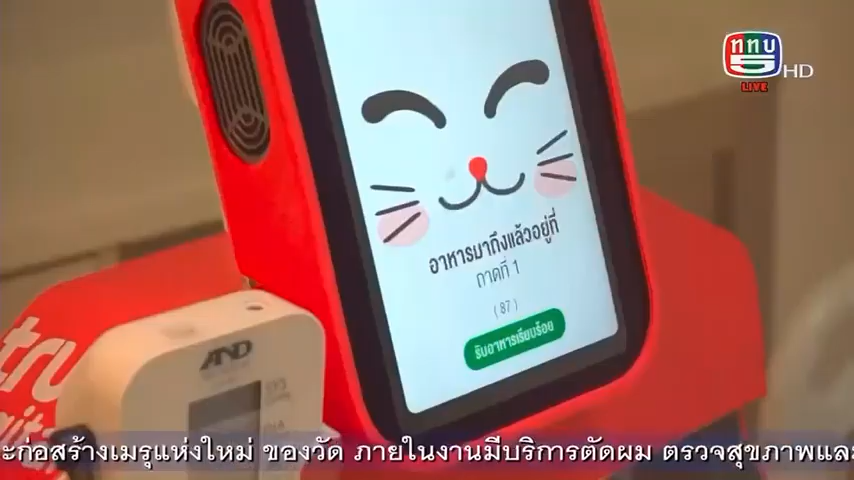 ททบ
5 HD
LIVE
อาหารมาถึงแล้วอยู่ที่
ถาดที่ 1
(87)
รับอาหารเรียบร้อย
tru
gita
AND
ะก่อสร้างเมรุแห่งใหม่ ของวัด ภายในงานมีบริการตัดผม ตรวจสุขภาพและ